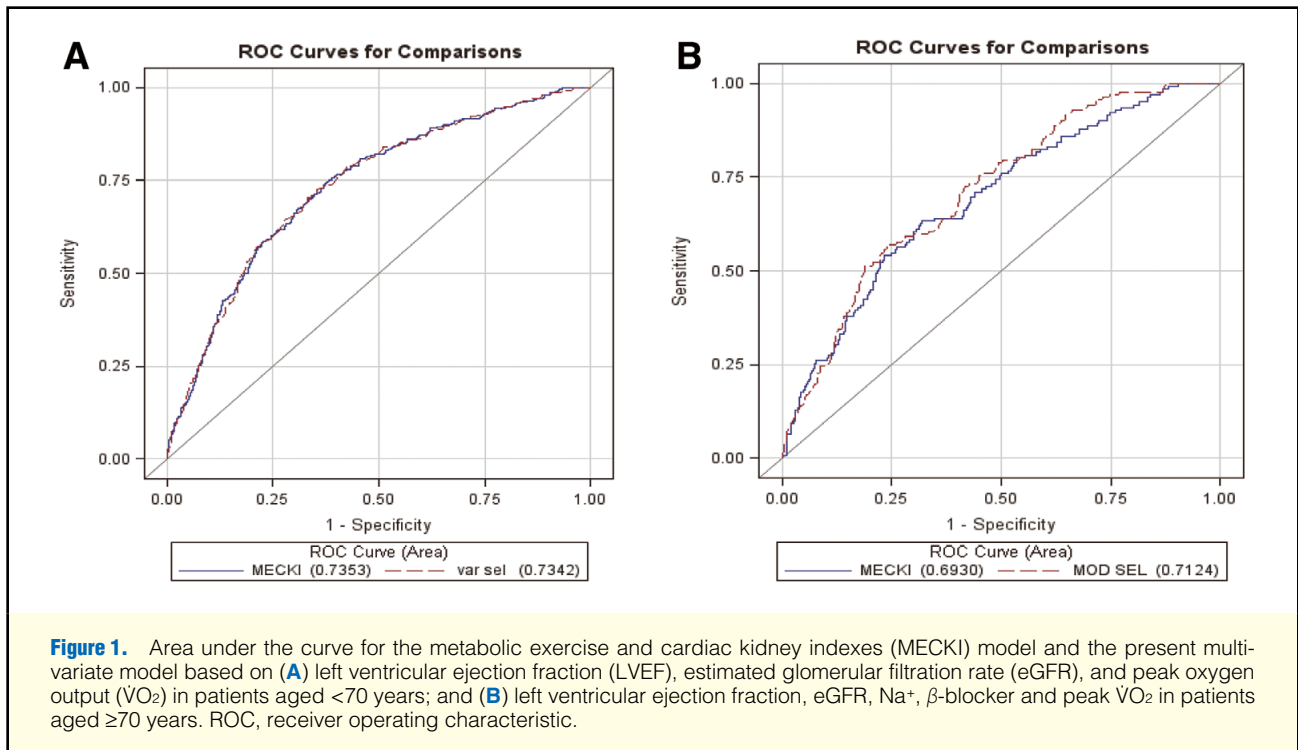 A
ROC Curves for Comparisons
1.00
0.75
0.50
0.25
0.00
Sensitivity
0.00 0.25 0.50 0.75 1.00
1 - Specificity
ROC Curve (Area)
MECKI (0.7353) var sel (0.7342)
B
ROC Curves for Comparisons
1.00
0.75
0.50
0.25
0.00
Sensitivity
0.00 0.25 0.50 0.75 1.00
1 - Specificity
ROC Curve (Area)
MECKI (0.6930) MOD SEL (0.7124)
Figure 1. Area under the curve for the metabolic exercise and cardiac kidney indexes (MECKI) model and the present multi-
variate model based on (A) left ventricular ejection fraction (LVEF), estimated glomerular filtration rate (eGFR), and peak oxygen
output (V̇O₂) in patients aged <70 years; and (B) left ventricular ejection fraction, eGFR, Na⁺, β-blocker and peak V̇O₂ in patients
aged ≥70 years. ROC, receiver operating characteristic.